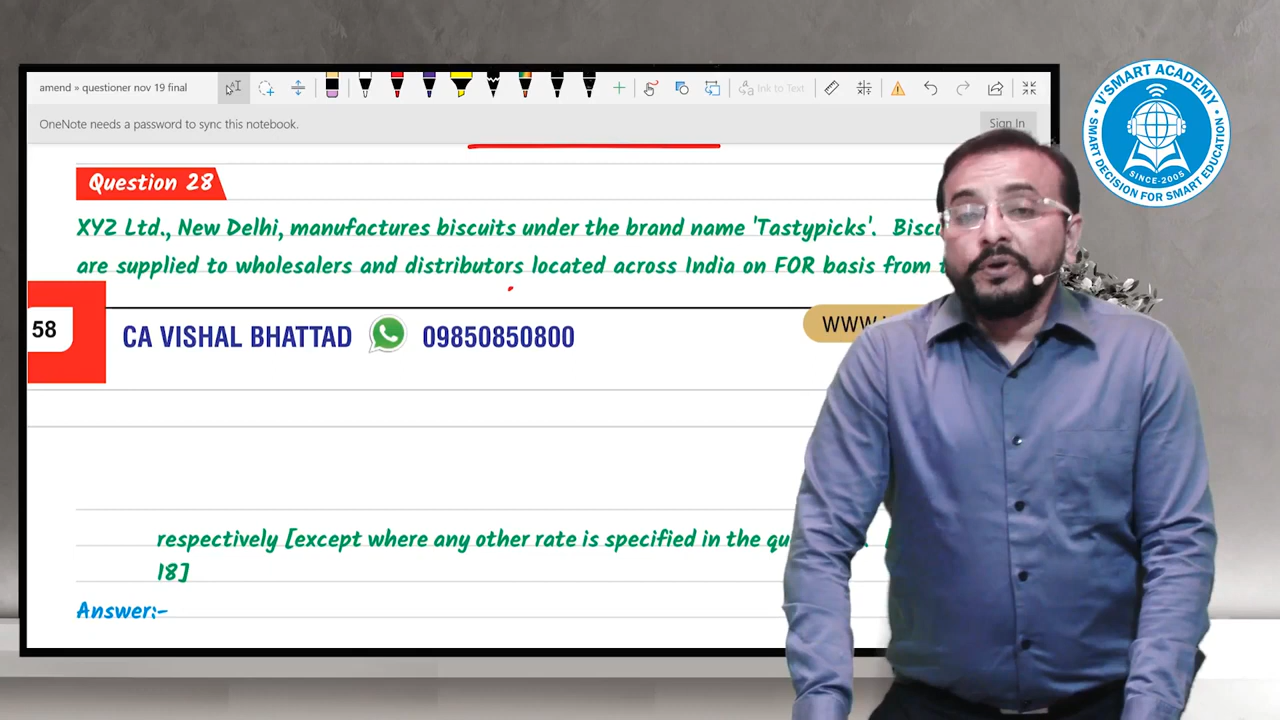 amend » questioner nov 19 final
Ink to Text
OneNote needs a password to sync this notebook.
Sign In
V'SMART ACADEMY
SMART DECISION FOR SMART EDUCATION
SINCE-2005
Question 28
XYZ Ltd., New Delhi, manufactures biscuits under the brand name 'Tastypicks'.
are supplied to wholesalers and distributors located across India on FOR basis from
58
CA VISHAL BHATTAD 09850850800
respectively [except where any other rate is specified in the
18]
Answer:-